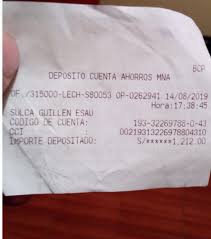 BCP
DEPOSITO CUENTA AHORROS MNA
OF./315000-LECH-S80053 OP-0262941 14/08/2019
Hora:17:38:45
SULCA GUILLEN ESAU
CODIGO DE CUENTA: 193-32269788-0-43
CCI : 00219313226978804310
IMPORTE DEPOSITADO: S/******1,212.00